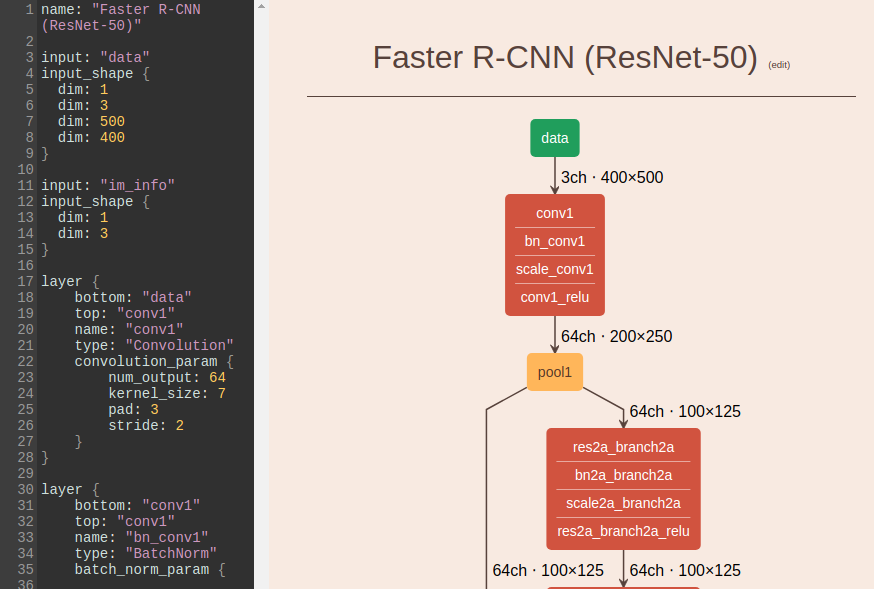 1 name: "Faster R-CNN
(ResNet-50)"
2
3 input: "data"
4 input_shape {
5   dim: 1
6   dim: 3
7   dim: 500
8   dim: 400
9 }
10
11 input: "im_info"
12 input_shape {
13   dim: 1
14   dim: 3
15 }
16
17 layer {
18     bottom: "data"
19     top: "conv1"
20     name: "conv1"
21     type: "Convolution"
22     convolution_param {
23         num_output: 64
24         kernel_size: 7
25         pad: 3
26         stride: 2
27     }
28 }
29
30 layer {
31     bottom: "conv1"
32     top: "conv1"
33     name: "bn_conv1"
34     type: "BatchNorm"
35     batch_norm_param {
36
Faster R-CNN (ResNet-50) (edit)
data
3ch · 400×500
conv1
bn_conv1
scale_conv1
conv1_relu
64ch · 200×250
pool1
64ch · 100×125
res2a_branch2a
bn2a_branch2a
scale2a_branch2a
res2a_branch2a_relu
64ch · 100×125 64ch · 100×125